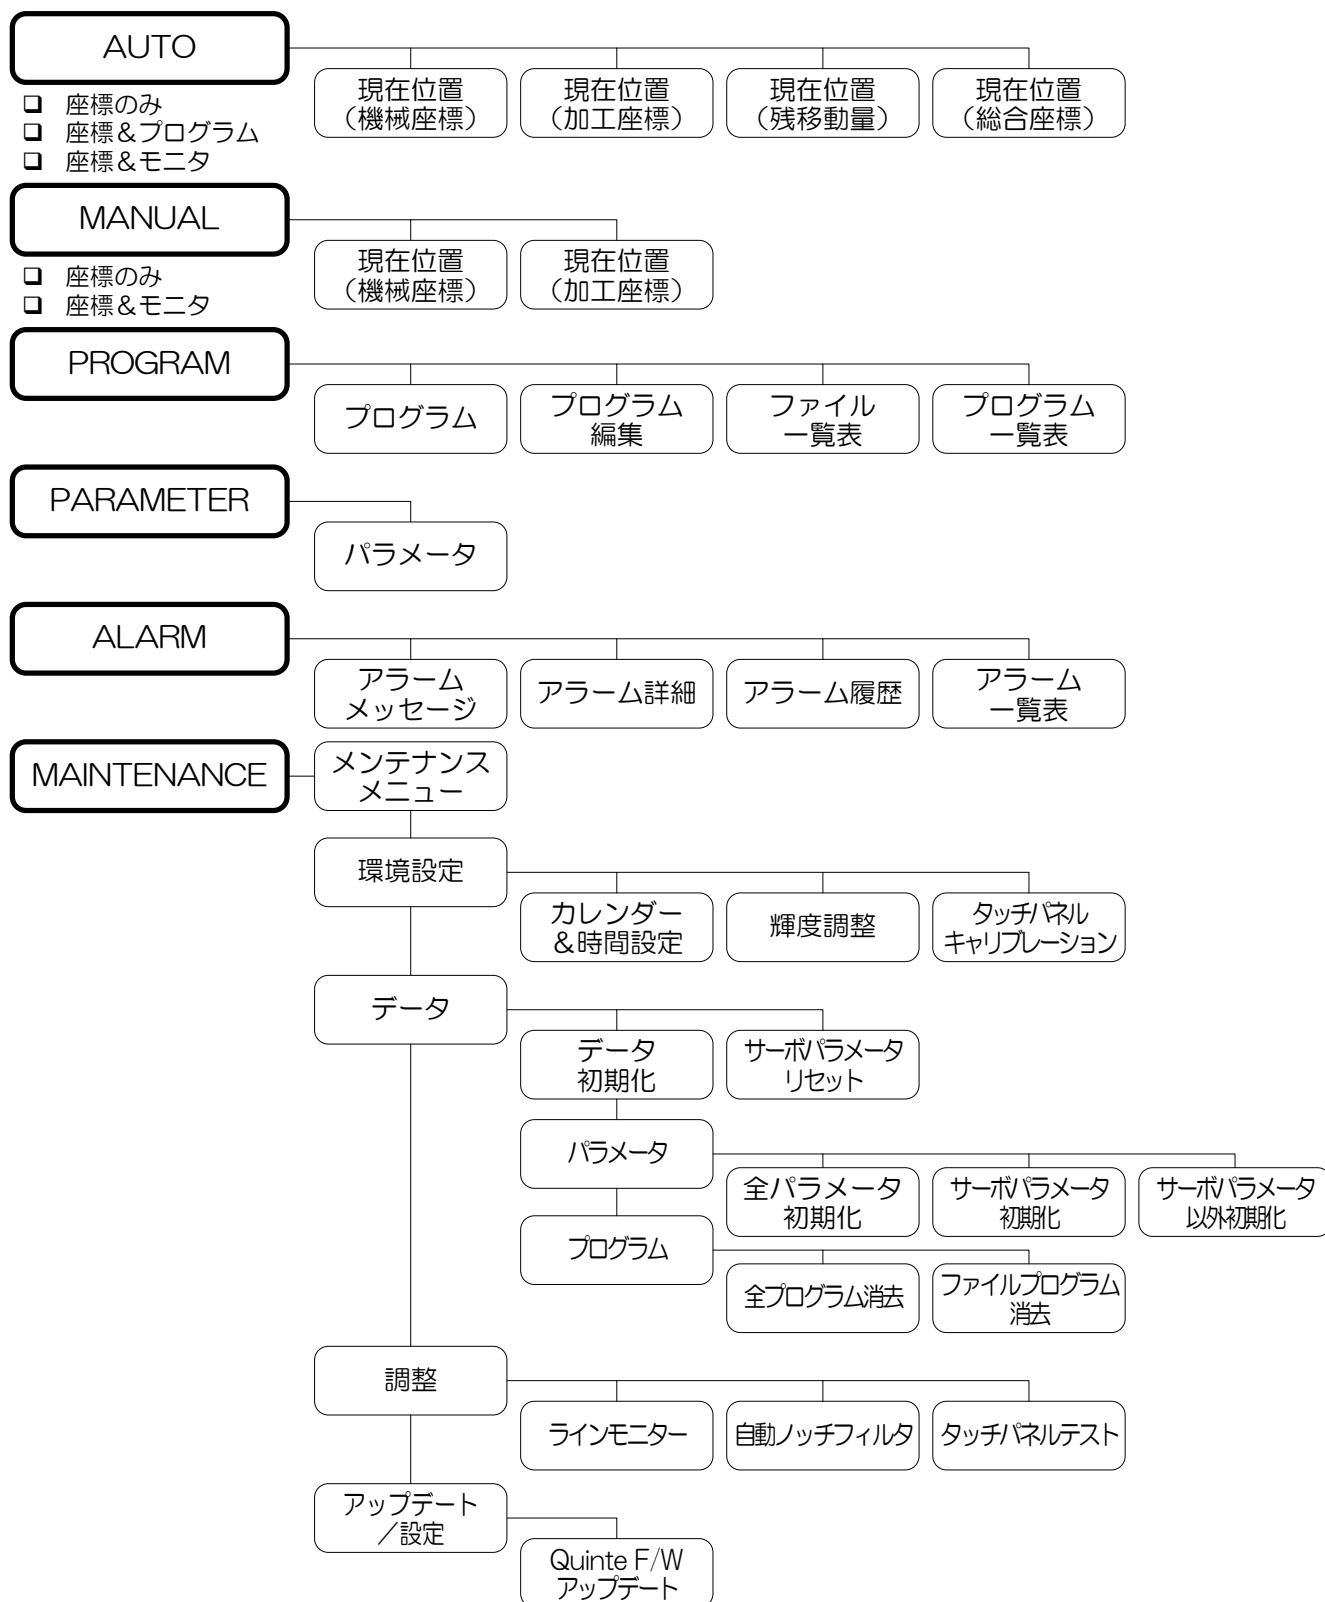 AUTO
現在位置
(機械座標)
現在位置
(加工座標)
現在位置
(残移動量)
現在位置
(総合座標)
❑ 座標のみ
❑ 座標&プログラム
❑ 座標&モニタ
MANUAL
現在位置
(機械座標)
現在位置
(加工座標)
❑ 座標のみ
❑ 座標&モニタ
PROGRAM
プログラム
プログラム
編集
ファイル
一覧表
プログラム
一覧表
PARAMETER
パラメータ
ALARM
アラーム
メッセージ
アラーム詳細
アラーム履歴
アラーム
一覧表
MAINTENANCE
メンテナンス
メニュー
環境設定
カレンダー
&時間設定
輝度調整
タッチパネル
キャリブレーション
データ
データ
初期化
サーボパラメータ
リセット
パラメータ
全パラメータ
初期化
サーボパラメータ
初期化
サーボパラメータ
以外初期化
プログラム
全プログラム消去
ファイルプログラム
消去
調整
ラインモニター
自動ノッチフィルタ
タッチパネルテスト
アップデート
/設定
Quinte F/W
アップデート